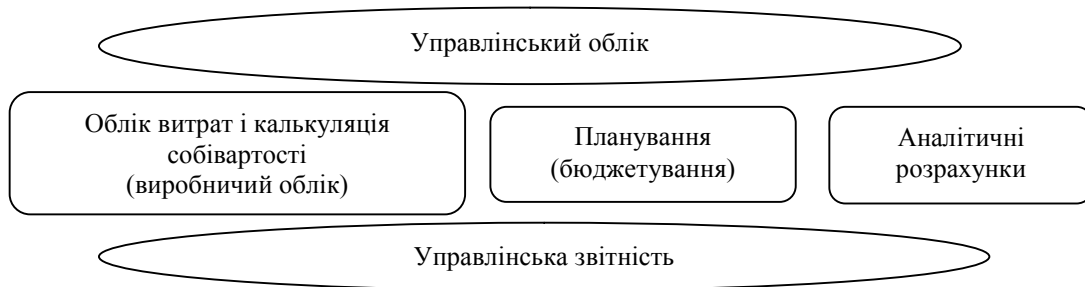 Управлінський облік
Облік витрат і калькуляція
собівартості
(виробничий облік)
Планування
(бюджетування)
Аналітичні
розрахунки
Управлінська звітність